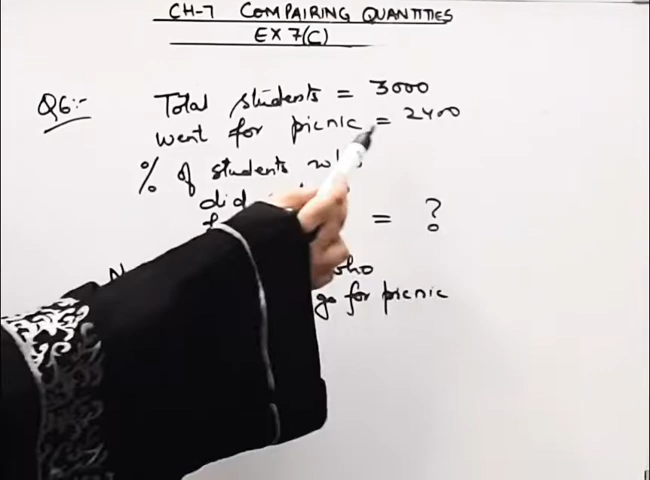 CH-7 COMPAIRING QUANTITIES
EX 7(C)
Q6:- Total students = 3000
went for picnic = 2400
% of students
did
= ?
who
go for picnic